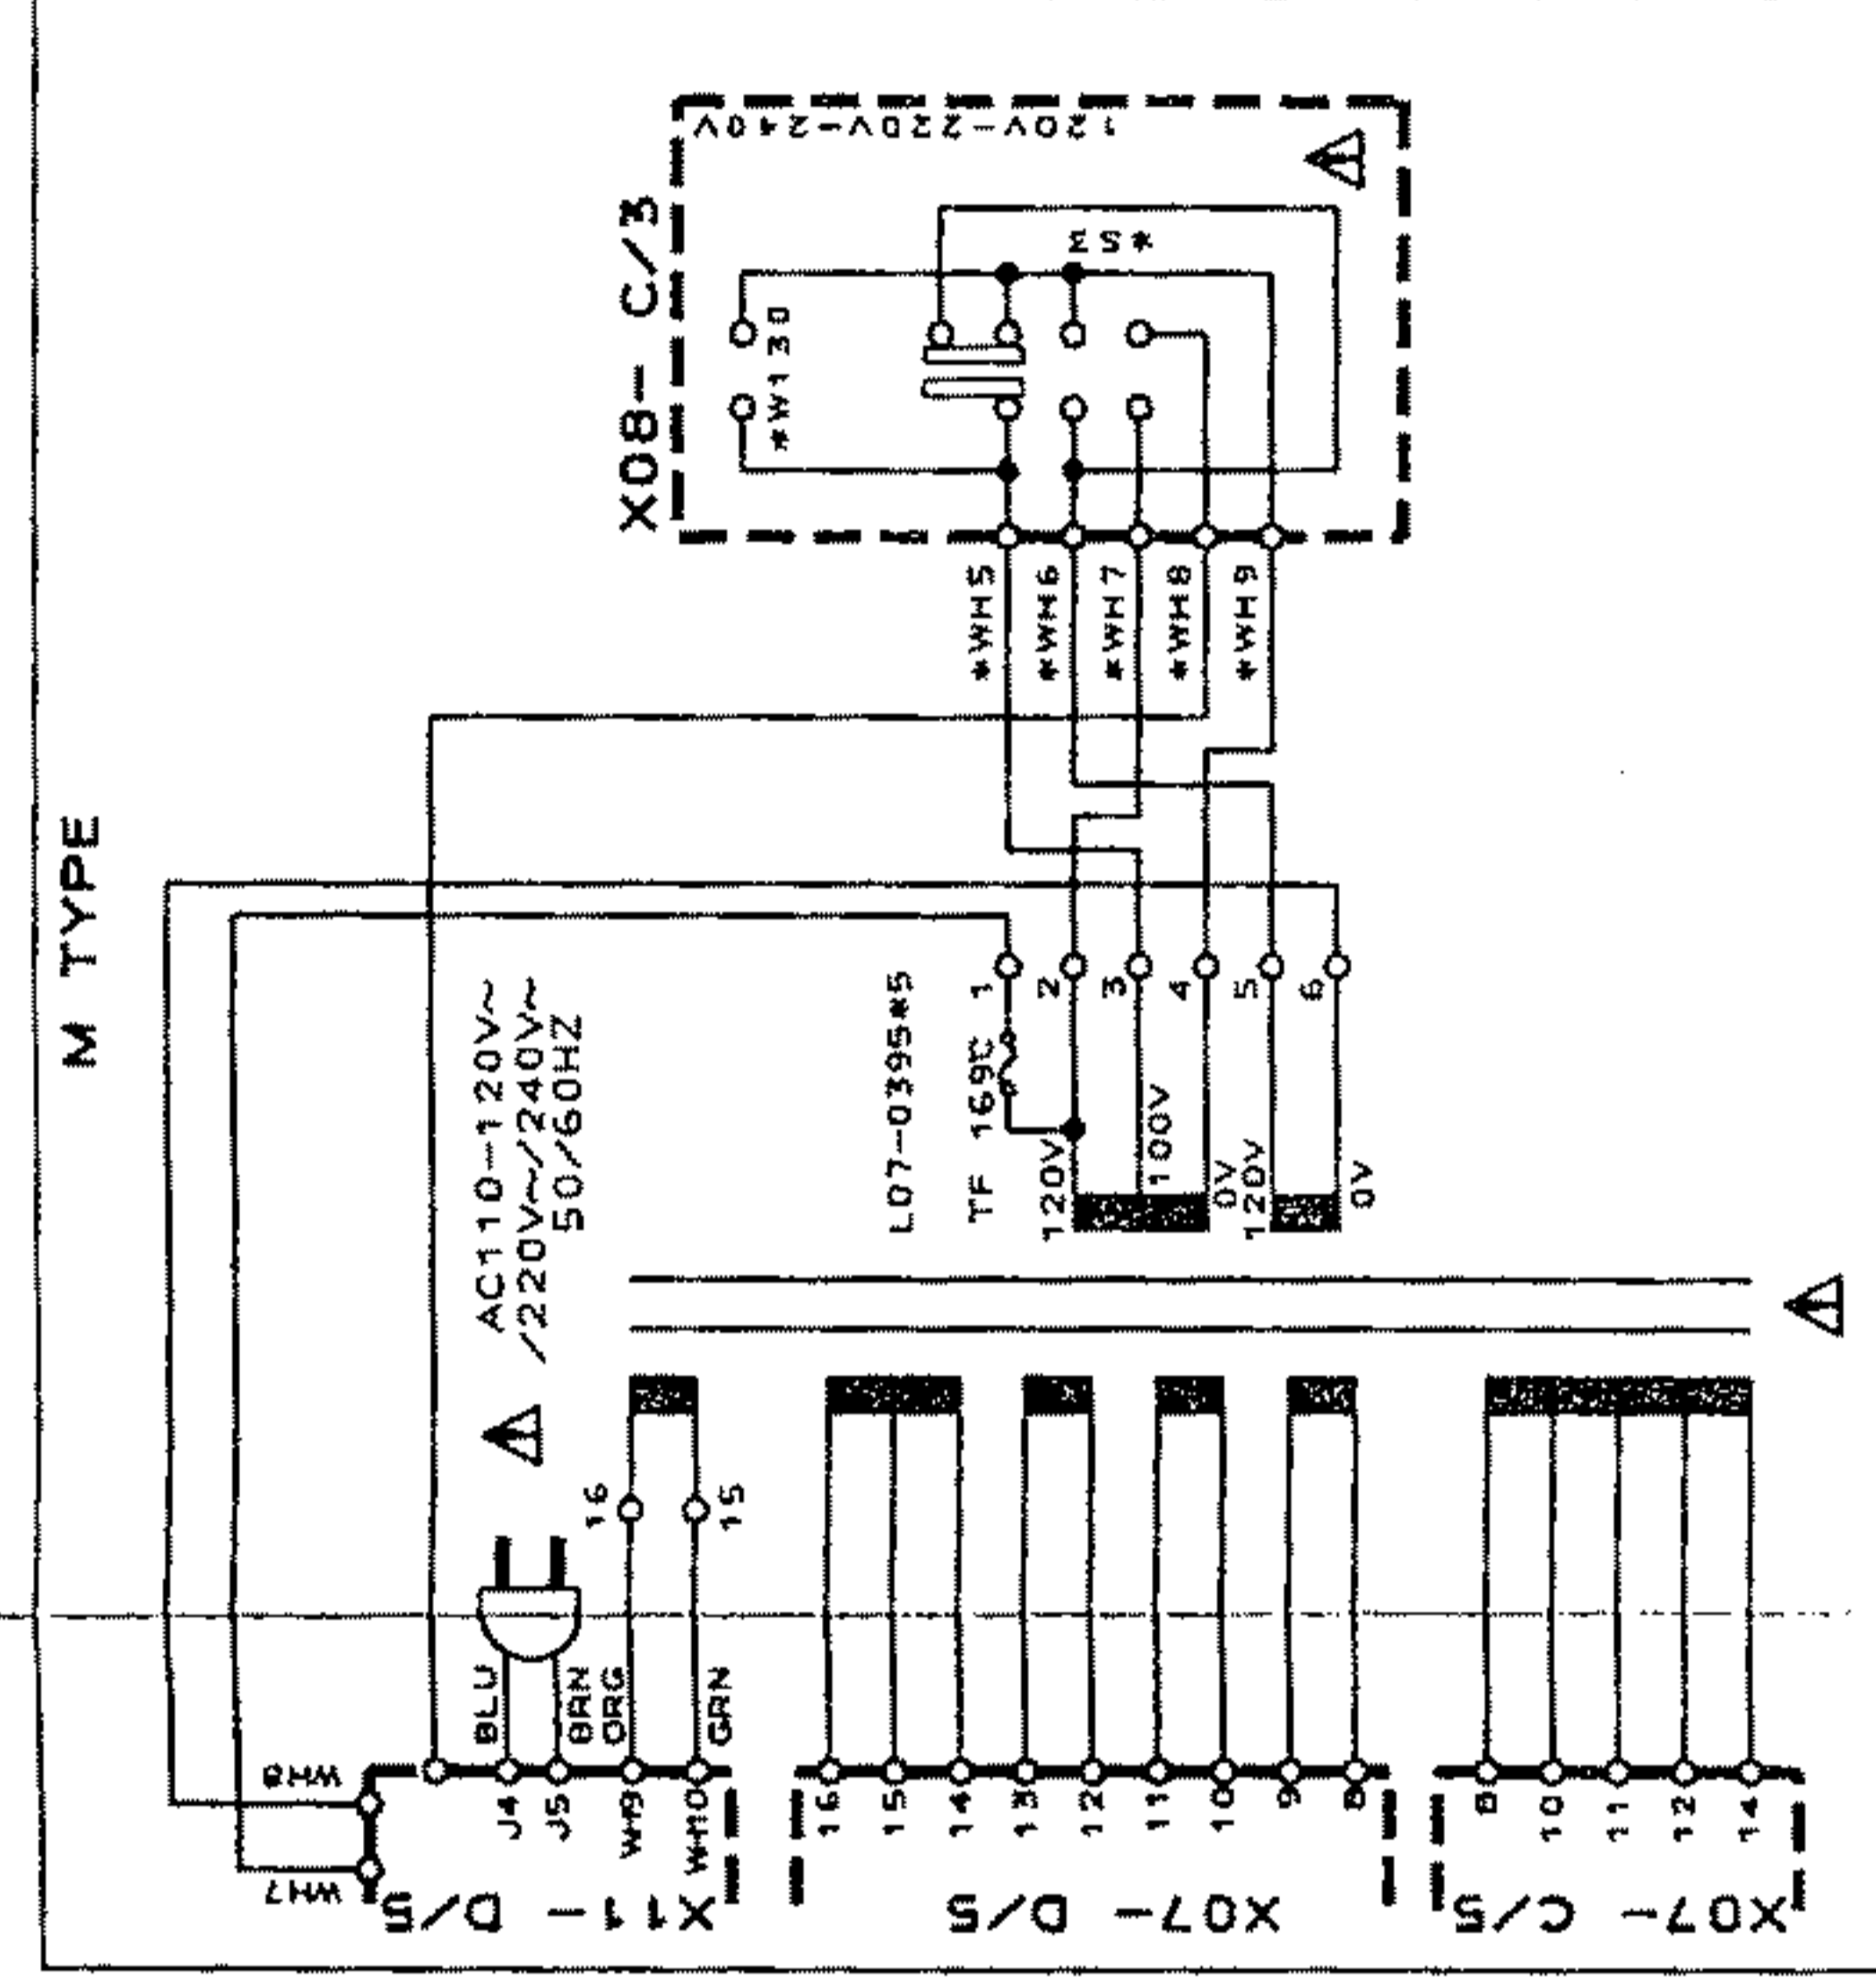 M TYPE
X08- C/3
120V-220V-240V
*S3
*W130
*WH5
*WH6
*WH7
*WH8
*WH9
AC110-120V~
/220V~/240V~
50/60HZ
L07-0395*5
TF 169C
1
2
3
4
5
6
120V
100V
0V
120V
0V
16
15
BLU
BRN
ORG
GRN
WH8
WH7
J4
J5
WH9
WH10
X11- D/5
16
15
14
13
12
11
10
9
8
X07- D/5
8
10
11
12
14
X07- C/5